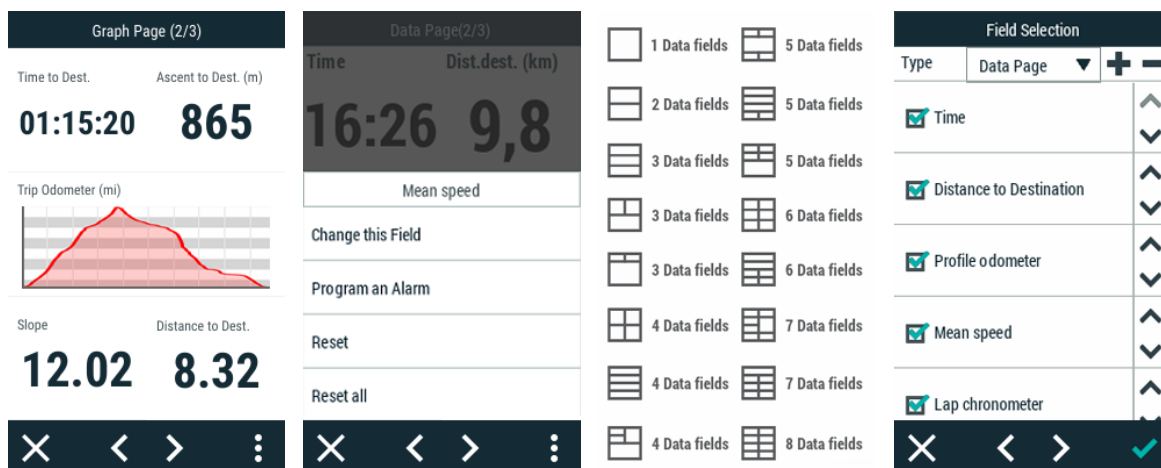 Graph Page (2/3)
Time to Dest. Ascent to Dest. (m)
01:15:20 865
Trip Odometer (mi)
Slope Distance to Dest.
12.02 8.32
Data Page(2/3)
Time Dist.dest. (km)
16:26 9,8
Mean speed
Change this Field
Program an Alarm
Reset
Reset all
1 Data fields 5 Data fields
2 Data fields 5 Data fields
3 Data fields 5 Data fields
3 Data fields 6 Data fields
3 Data fields 6 Data fields
4 Data fields 7 Data fields
4 Data fields 7 Data fields
4 Data fields 8 Data fields
Field Selection
Type Data Page
Time
Distance to Destination
Profile odometer
Mean speed
Lap chronometer